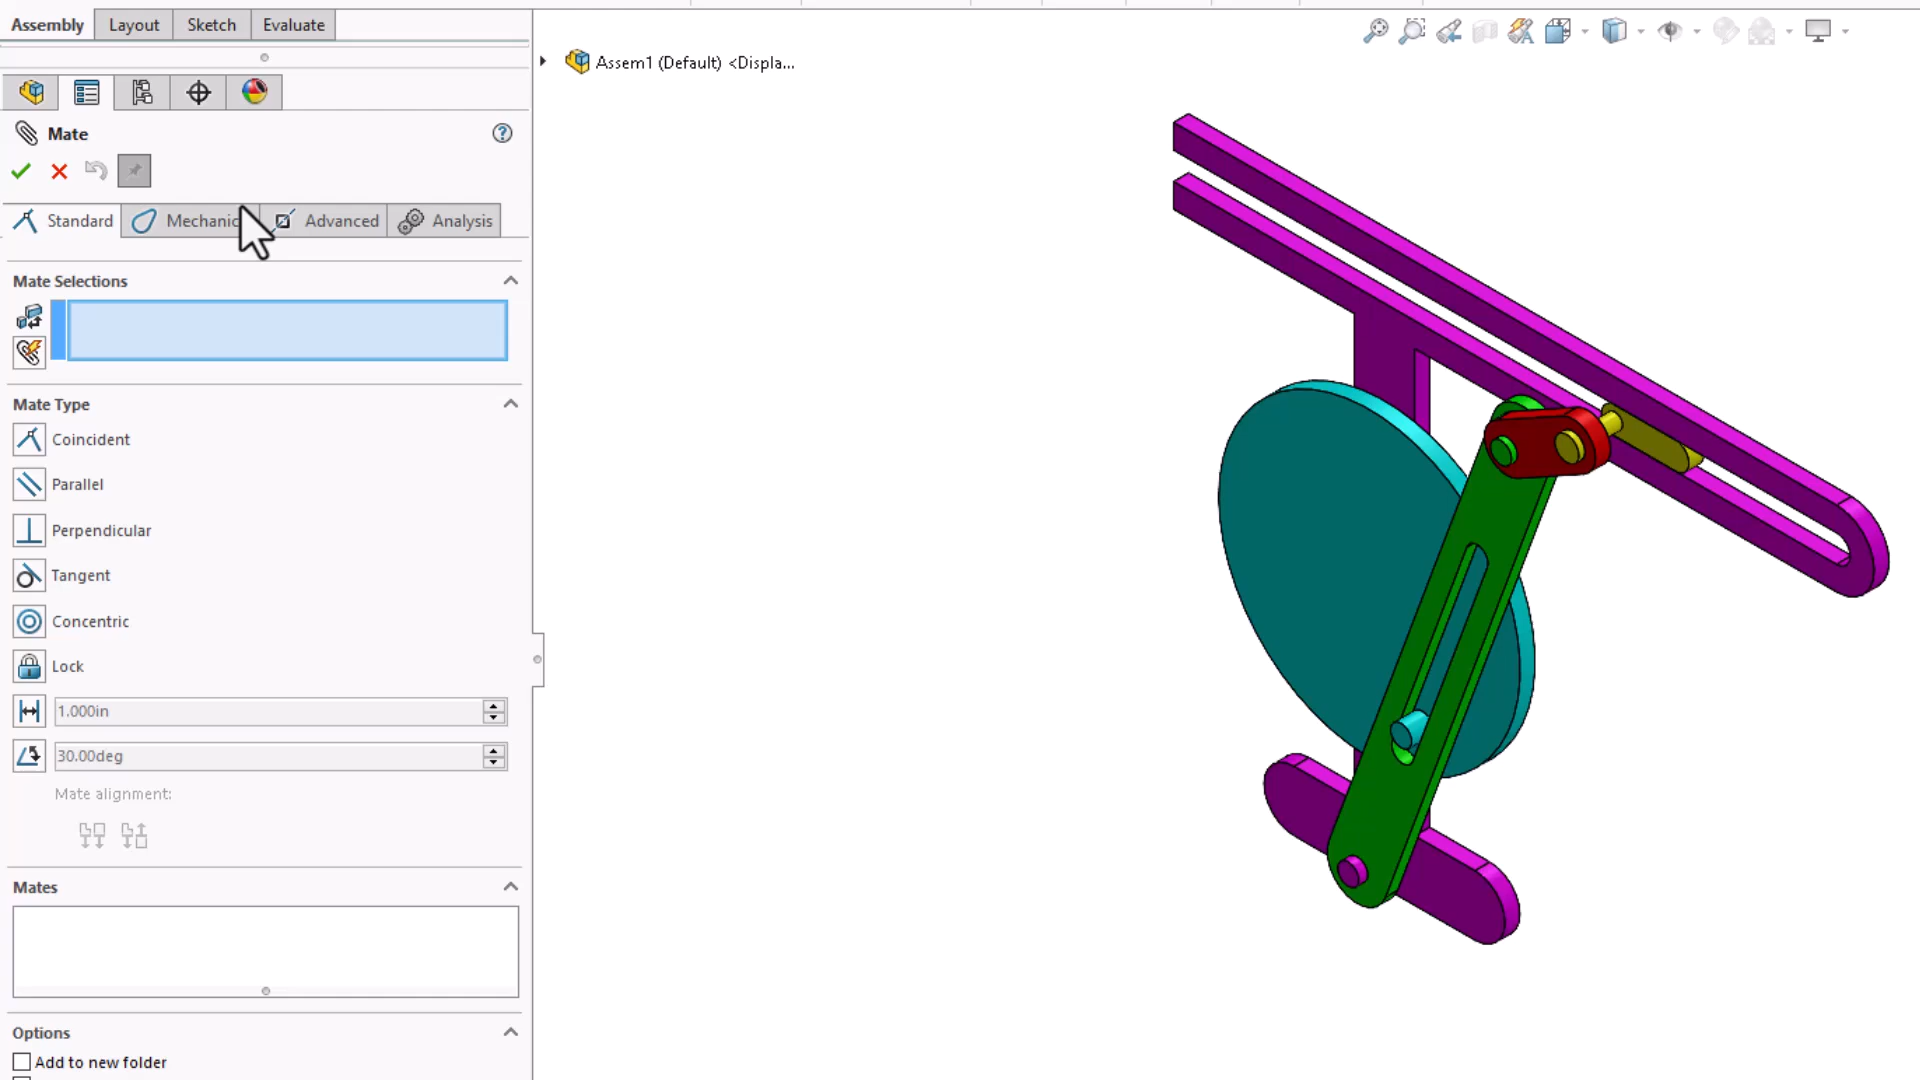 Assembly Layout Sketch Evaluate
Assem1 (Default) <Displa...
Mate
Standard Mechanic Advanced Analysis
Mate Selections
Mate Type
Coincident
Parallel
Perpendicular
Tangent
Concentric
Lock
1.000in
30.00deg
Mate alignment:
Mates
Options
Add to new folder